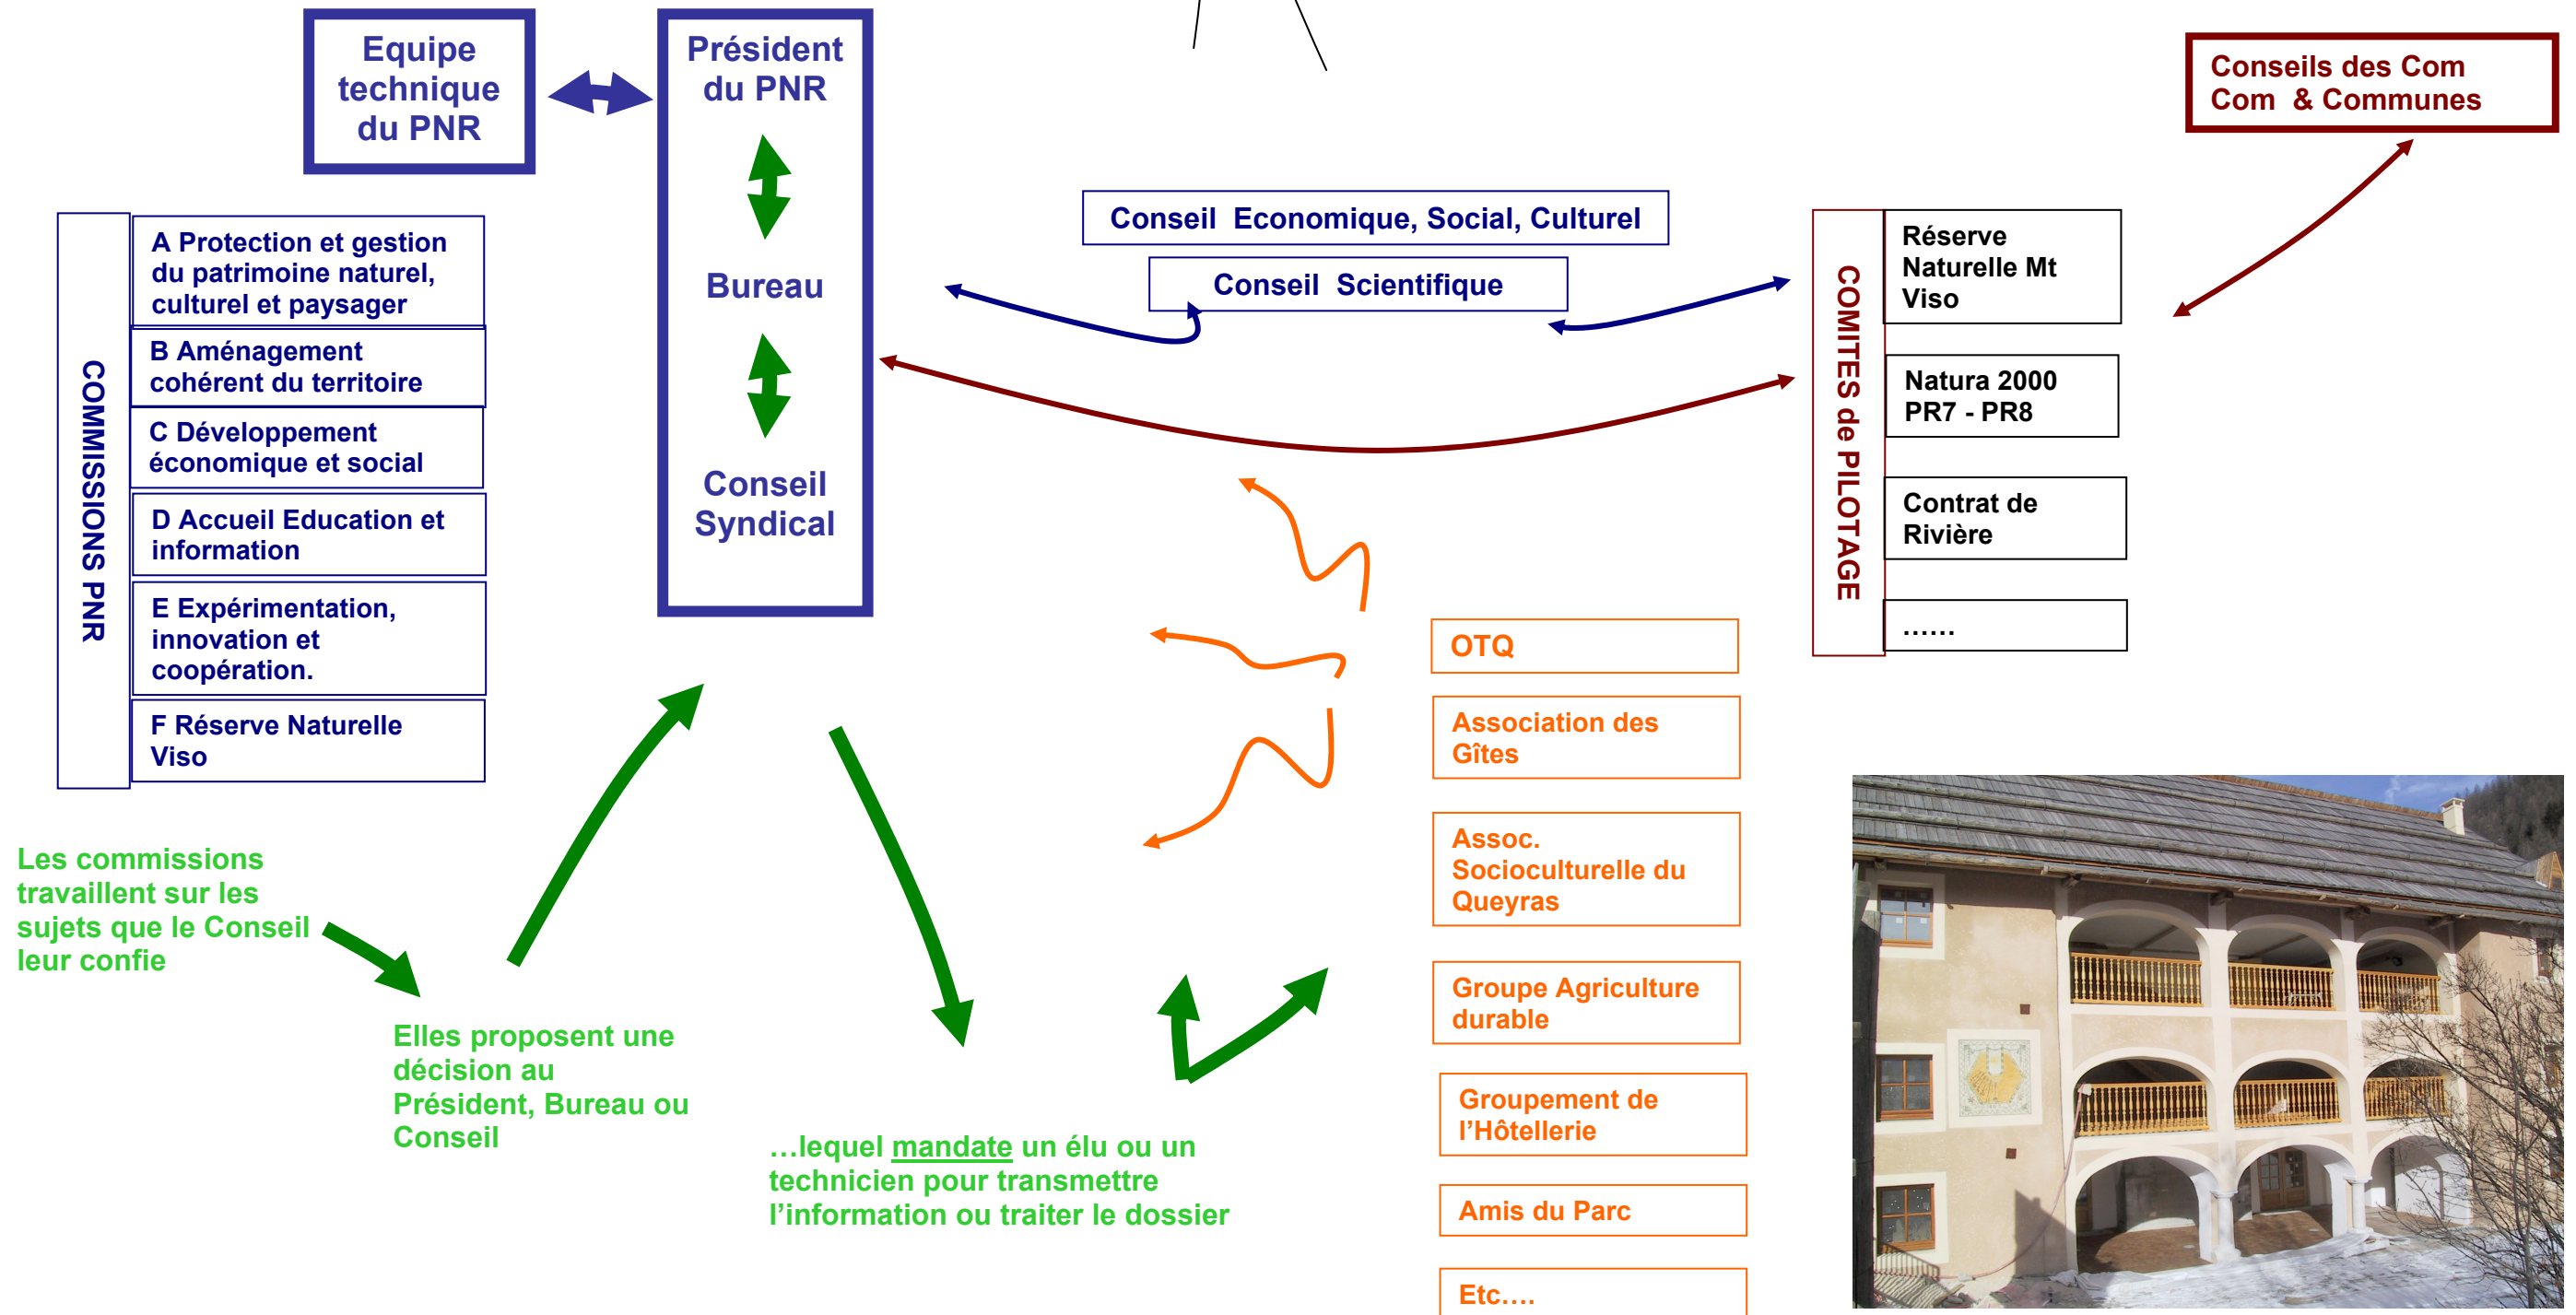 Equipe
technique
du PNR
Président
du PNR
Bureau
Conseil
Syndical
Conseils des Com
Com & Communes
COMMISSIONS PNR
A Protection et gestion
du patrimoine naturel,
culturel et paysager
B Aménagement
cohérent du territoire
C Développement
économique et social
D Accueil Education et
information
E Expérimentation,
innovation et
coopération.
F Réserve Naturelle
Viso
Conseil Economique, Social, Culturel
Conseil Scientifique
COMITES de PILOTAGE
Réserve
Naturelle Mt
Viso
Natura 2000
PR7 - PR8
Contrat de
Rivière
……
OTQ
Association des
Gîtes
Assoc.
Socioculturelle du
Queyras
Groupe Agriculture
durable
Groupement de
l’Hôtellerie
Amis du Parc
Etc….
Les commissions
travaillent sur les
sujets que le Conseil
leur confie
Elles proposent une
décision au
Président, Bureau ou
Conseil
…lequel mandate un élu ou un
technicien pour transmettre
l’information ou traiter le dossier